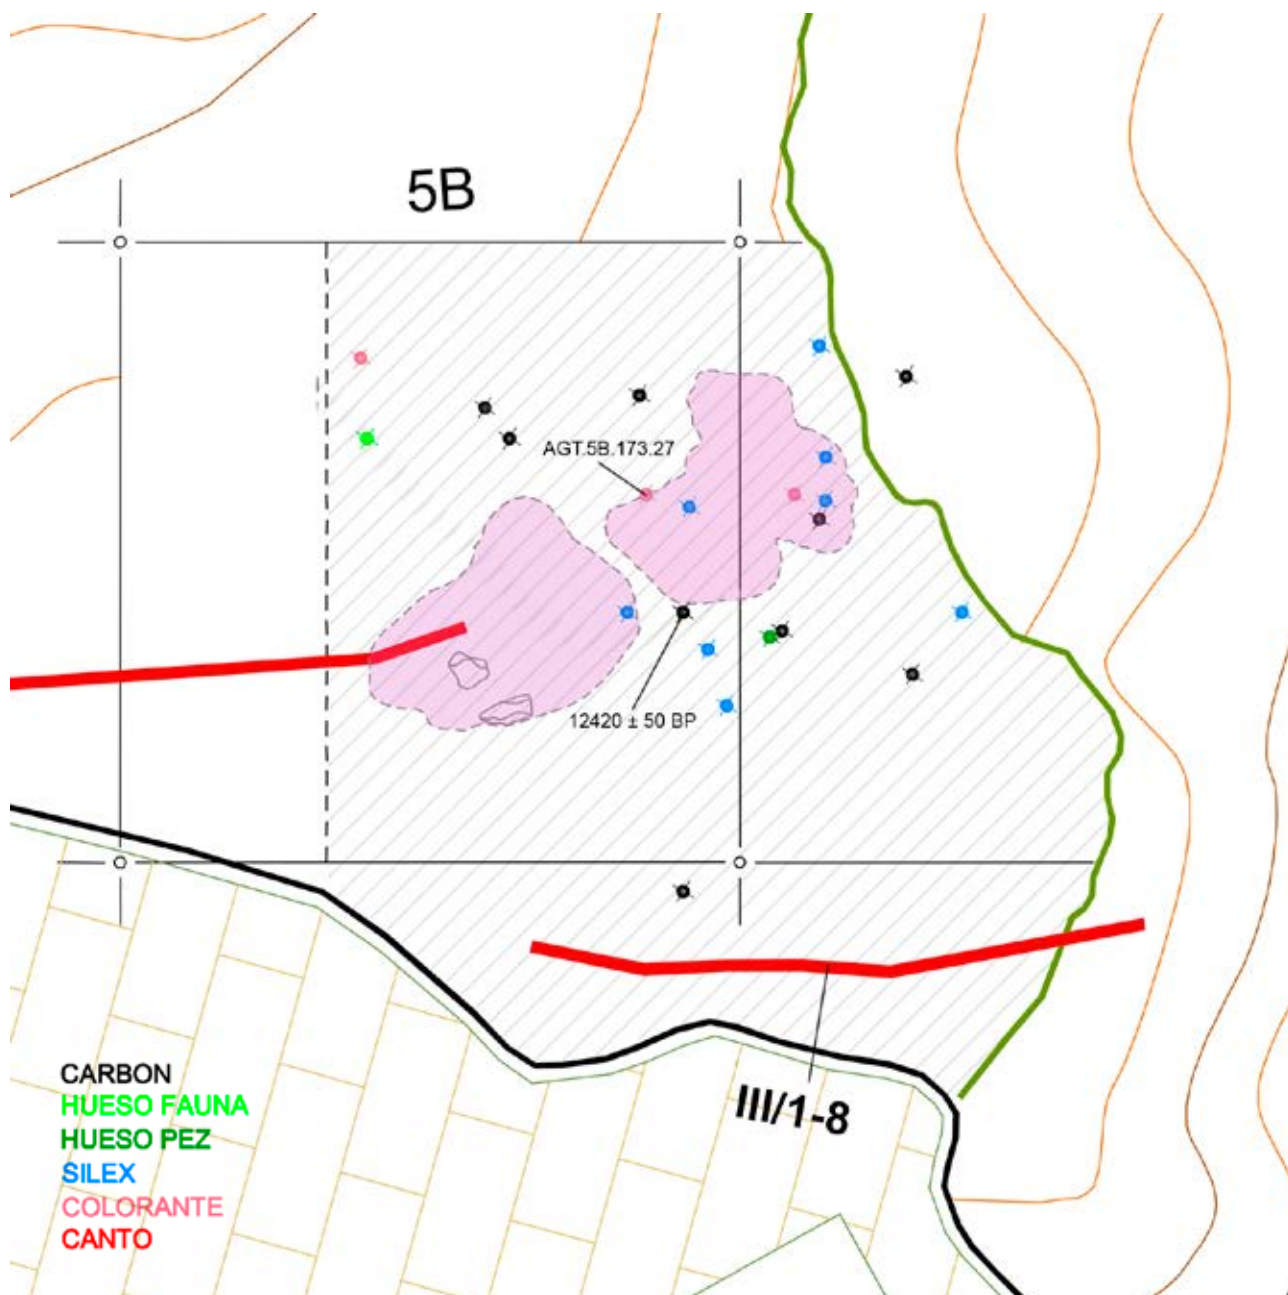 5B
AGT.5B.173.27
12420 ± 50 BP
III/1-8
CARBON
HUESO FAUNA
HUESO PEZ
SILEX
COLORANTE
CANTO